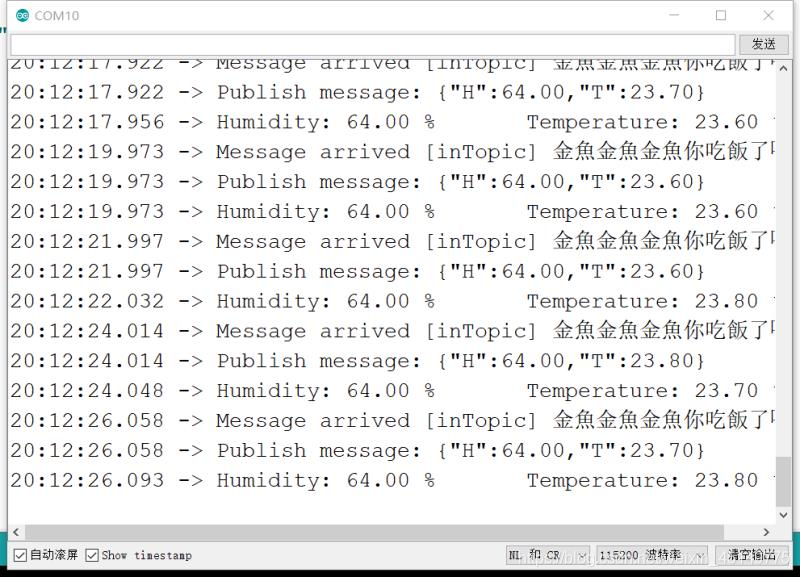 COM10
发送
20:12:17.922 -> Message arrived [inTopic] 金魚金魚金魚你吃飯了
20:12:17.922 -> Publish message: {"H":64.00,"T":23.70}
20:12:17.956 -> Humidity: 64.00 % Temperature: 23.60
20:12:19.973 -> Message arrived [inTopic] 金魚金魚金魚你吃飯了
20:12:19.973 -> Publish message: {"H":64.00,"T":23.60}
20:12:19.973 -> Humidity: 64.00 % Temperature: 23.60
20:12:21.997 -> Message arrived [inTopic] 金魚金魚金魚你吃飯了
20:12:21.997 -> Publish message: {"H":64.00,"T":23.60}
20:12:22.032 -> Humidity: 64.00 % Temperature: 23.80
20:12:24.014 -> Message arrived [inTopic] 金魚金魚金魚你吃飯了
20:12:24.014 -> Publish message: {"H":64.00,"T":23.80}
20:12:24.048 -> Humidity: 64.00 % Temperature: 23.70
20:12:26.058 -> Message arrived [inTopic] 金魚金魚金魚你吃飯了
20:12:26.058 -> Publish message: {"H":64.00,"T":23.70}
20:12:26.093 -> Humidity: 64.00 % Temperature: 23.80
自动滚屏 Show timestamp NL 和 CR 115200 波特率 清空输出